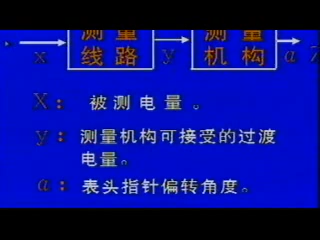 测量 测量
x 线路 y 机构 α
X： 被测电量。
y： 测量机构可接受的过渡
电量。
α： 表头指针偏转角度。